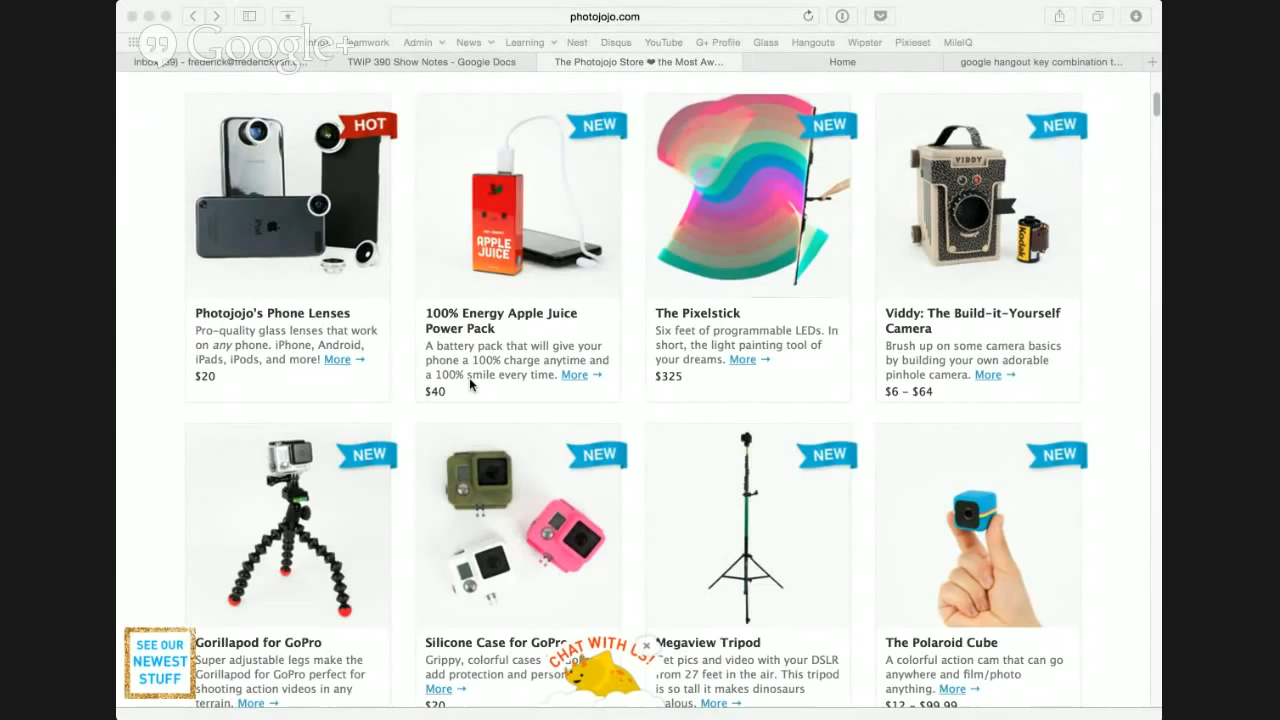 photojojo.com
Google+
Teamwork Admin News Learning Nest Disqus YouTube G+ Profile Glass Hangouts Wipster Pixieset MileIQ
TWiP 390 Show Notes - Google Docs
The Photojojo Store ❤ the Most Aw...
Home
google hangout key combination t...
HOT
NEW
APPLE
JUICE
NEW
NEW
VIDDY
Kodak
iPod
Photojojo's Phone Lenses
Pro-quality glass lenses that work
on any phone. iPhone, Android,
iPads, iPods, and more! More →
$20
100% Energy Apple Juice
Power Pack
A battery pack that will give your
phone a 100% charge anytime and
a 100% smile every time. More →
$40
The Pixelstick
Six feet of programmable LEDs. In
short, the light painting tool of
your dreams. More →
$325
Viddy: The Build-it-Yourself
Camera
Brush up on some camera basics
by building your own adorable
pinhole camera. More →
$6 - $64
NEW
NEW
NEW
NEW
SEE OUR
NEWEST
STUFF
Gorillapod for GoPro
Super adjustable legs make the
Gorillapod for GoPro perfect for
shooting action videos in any
terrain. More →
Silicone Case for GoPro
Grippy, colorful cases
add protection and
More →
$20
CHAT WITH US!
Megaview Tripod
Get pics and video with your DSLR
from 27 feet in the air. This tripod
is so tall it makes dinosaurs
jealous. More →
The Polaroid Cube
A colorful action cam that can go
anywhere and film/photo
anything. More →
$12 - $99.99